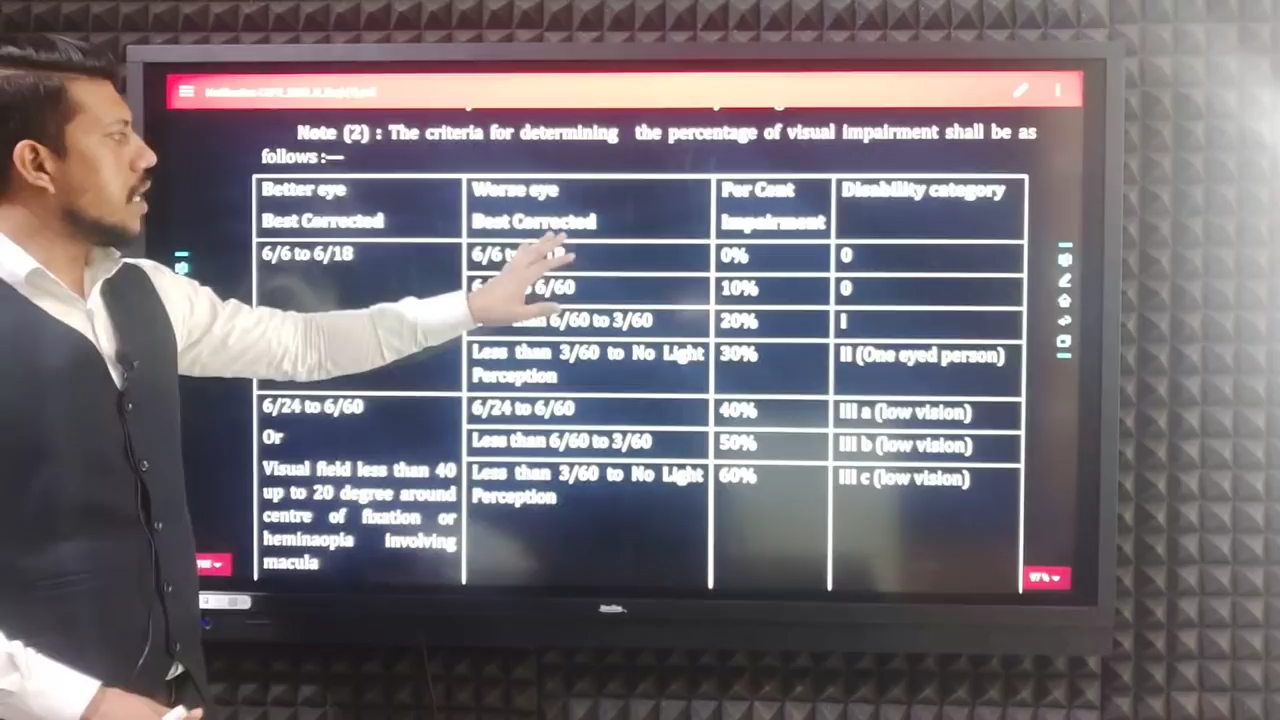 Note (2) : The criteria for determining the percentage of visual impairment shall be as
follows :—
Better eye
Best Corrected
Worse eye
Best Corrected
Per Cent
Impairment
Disability category
6/6 to 6/18
6/6
0%
0
6/60
10%
0
6/60 to 3/60
20%
I
Less than 3/60 to No Light
Perception
30%
II (One eyed person)
6/24 to 6/60
Or
Visual field less than 40
up to 20 degree around
centre of fixation or
heminaopia involving
macula
6/24 to 6/60
40%
III a (low vision)
Less than 6/60 to 3/60
50%
III b (low vision)
Less than 3/60 to No Light
Perception
60%
III c (low vision)
97%